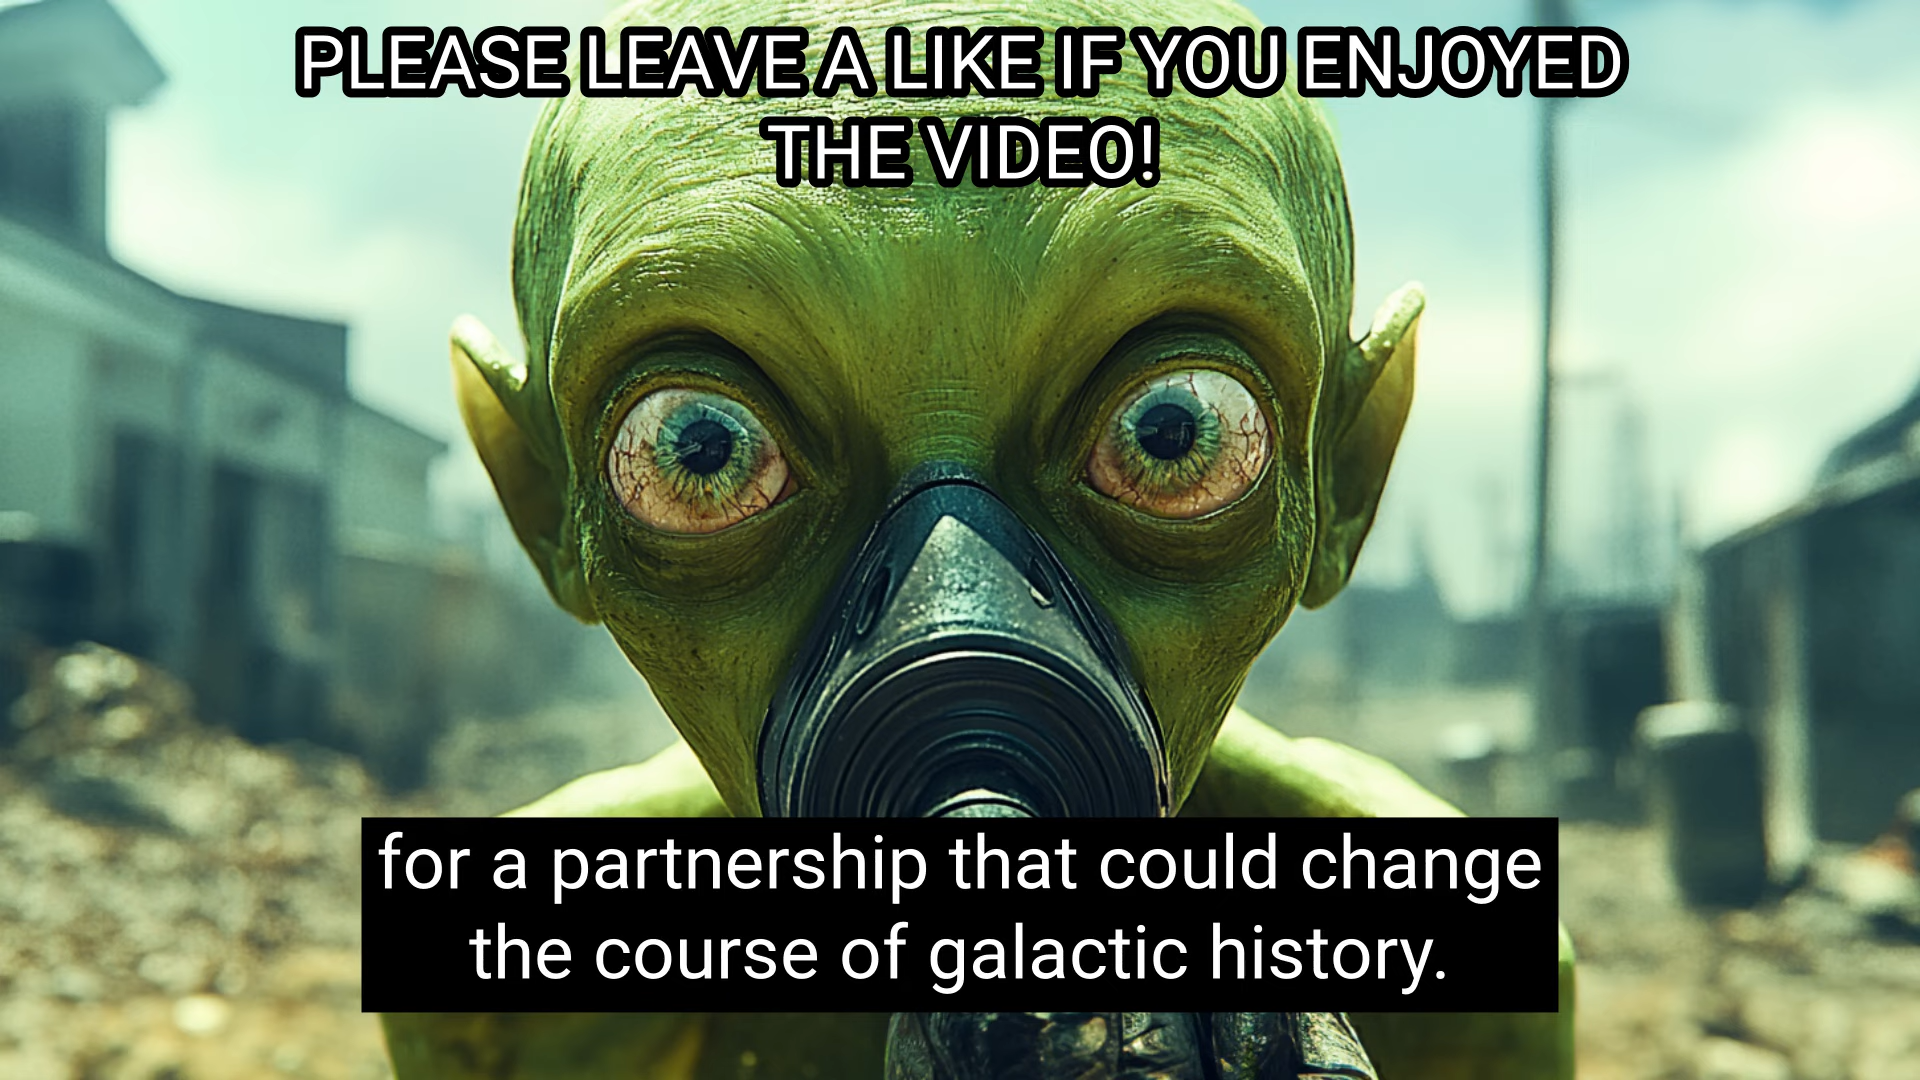 PLEASE LEAVE A LIKE IF YOU ENJOYED
THE VIDEO!
for a partnership that could change
the course of galactic history.